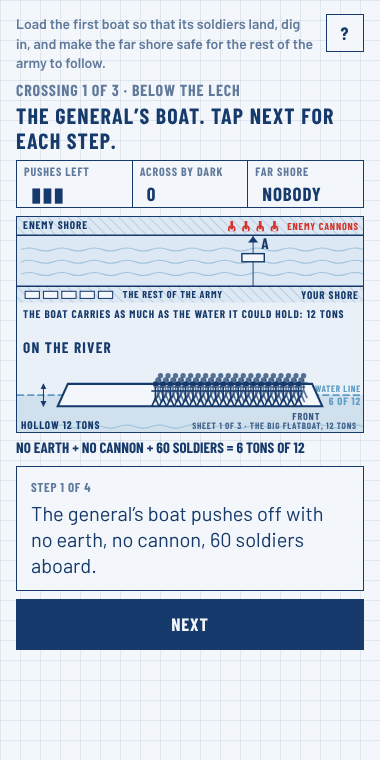 Load the first boat so that its soldiers land, dig
in, and make the far shore safe for the rest of the
army to follow.
?
CROSSING 1 OF 3 · BELOW THE LECH
THE GENERAL'S BOAT. TAP NEXT FOR
EACH STEP.
PUSHES LEFT
ACROSS BY DARK
0
FAR SHORE
NOBODY
ENEMY SHORE
ENEMY CANNONS
A
THE REST OF THE ARMY
YOUR SHORE
THE BOAT CARRIES AS MUCH AS THE WATER IT COULD HOLD: 12 TONS
ON THE RIVER
WATER LINE
6 OF 12
FRONT
HOLLOW 12 TONS
SHEET 1 OF 3 · THE BIG FLATBOAT, 12 TONS
NO EARTH + NO CANNON + 60 SOLDIERS = 6 TONS OF 12
STEP 1 OF 4
The general's boat pushes off with
no earth, no cannon, 60 soldiers
aboard.
NEXT